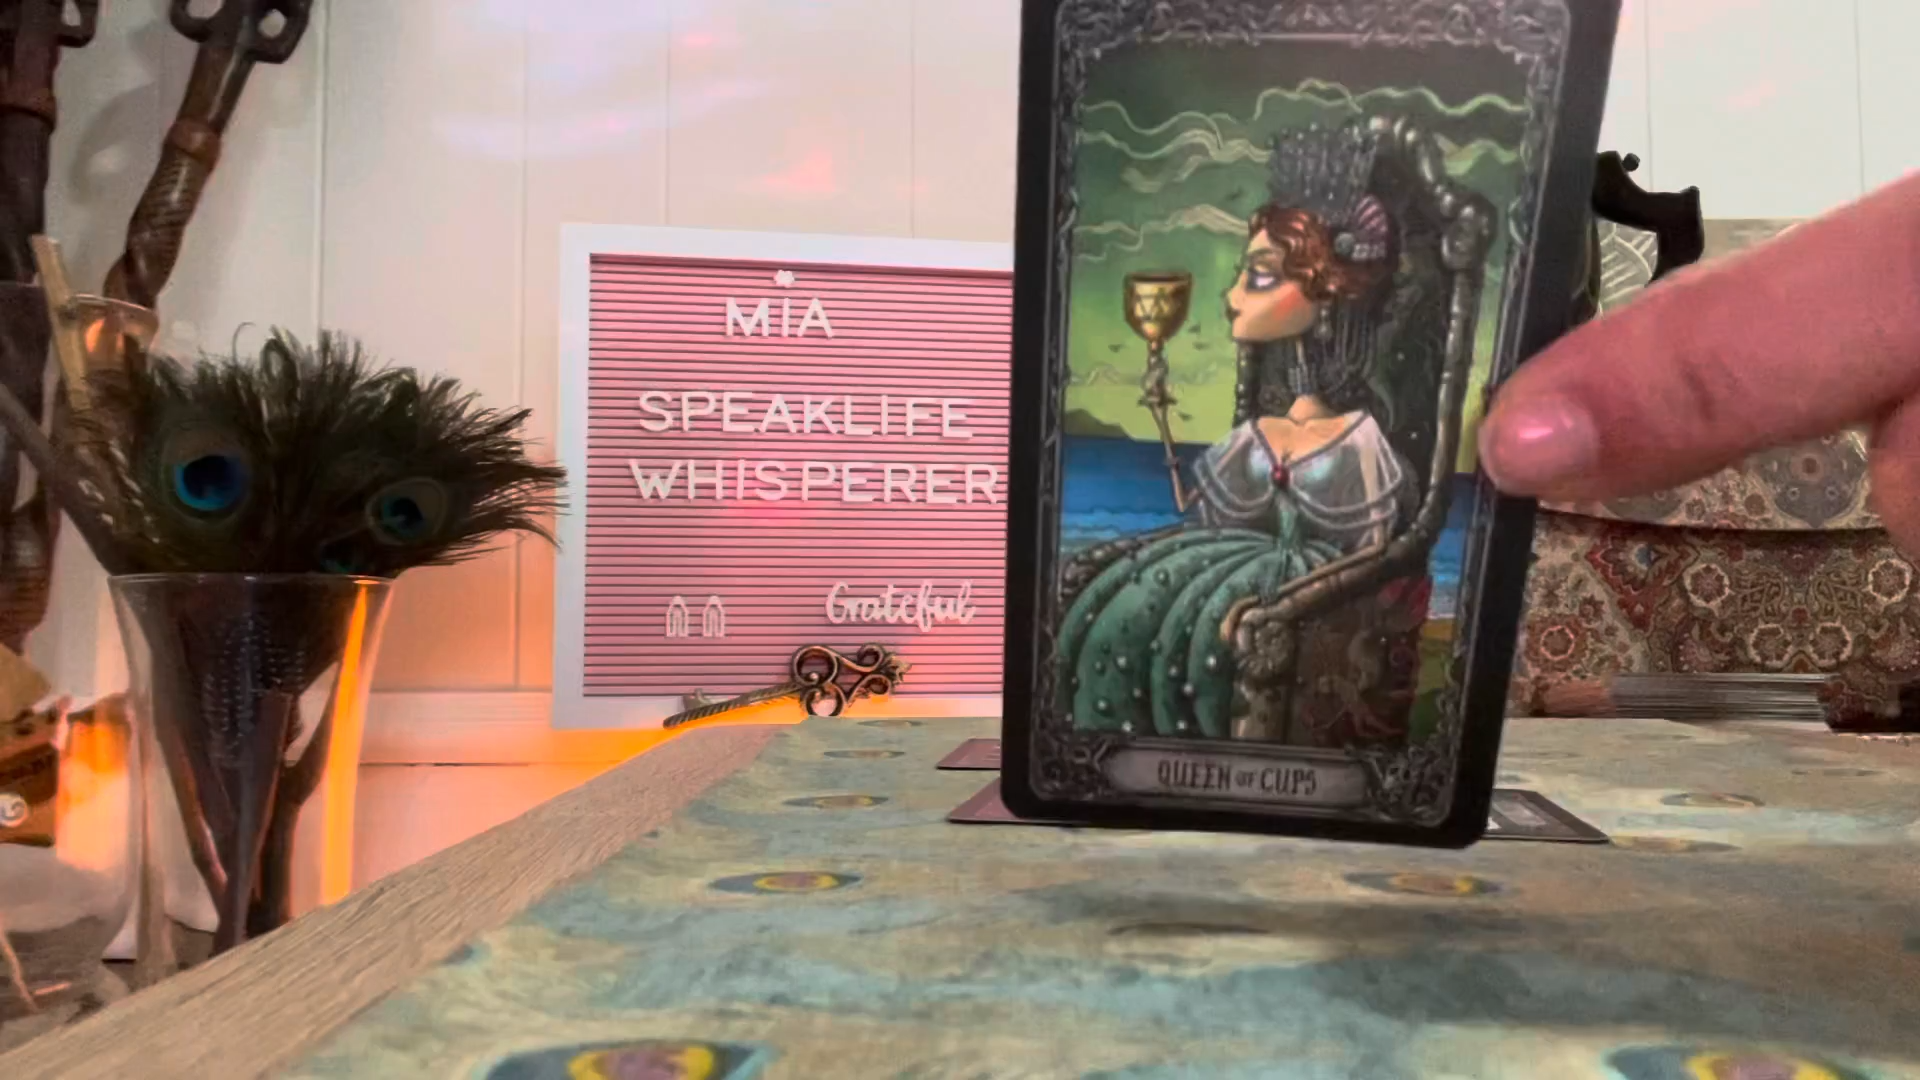 MIA
SPEAKLIFE
WHISPERER
Grateful
QUEEN OF CUPS